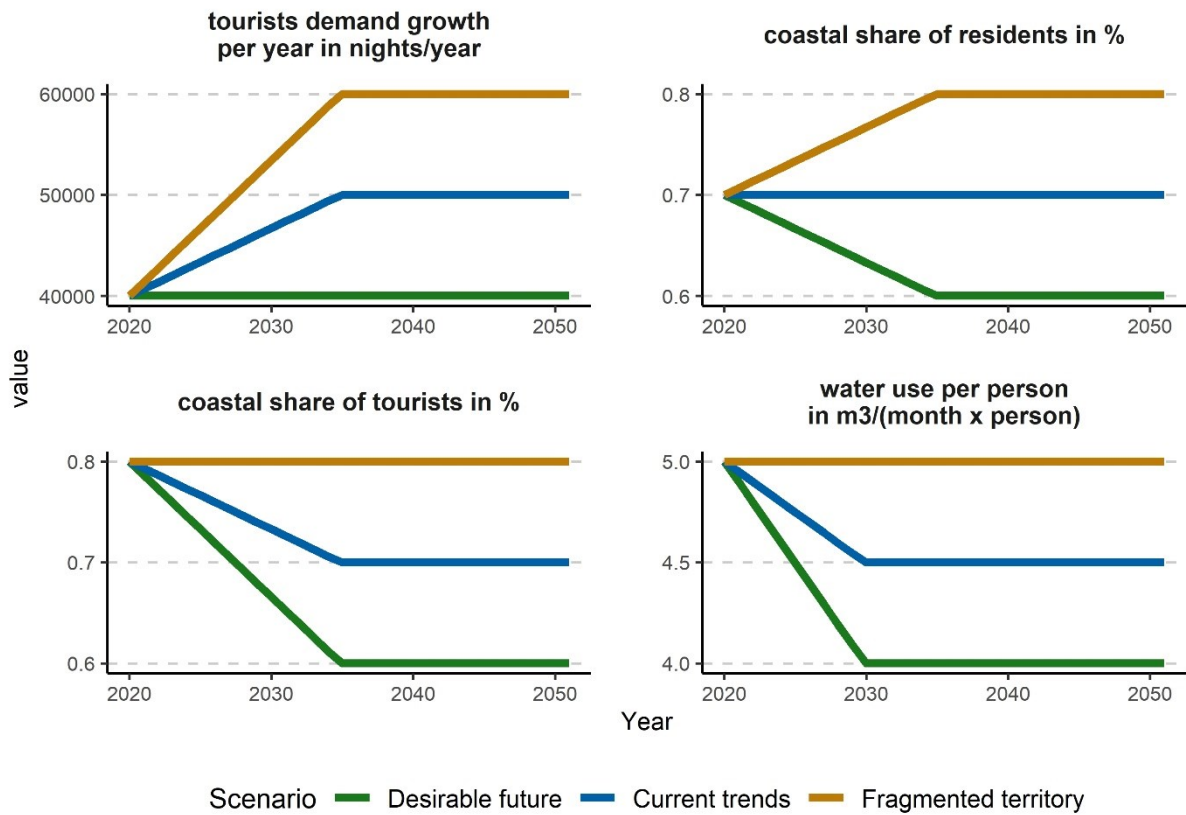 tourists demand growth
per year in nights/year
60000
50000
40000
2020 2030 2040 2050
coastal share of residents in %
0.8
0.7
0.6
2020 2030 2040 2050
value
coastal share of tourists in %
0.8
0.7
0.6
2020 2030 2040 2050
water use per person
in m3/(month x person)
5.0
4.5
4.0
2020 2030 2040 2050
Year
Scenario Desirable future Current trends Fragmented territory